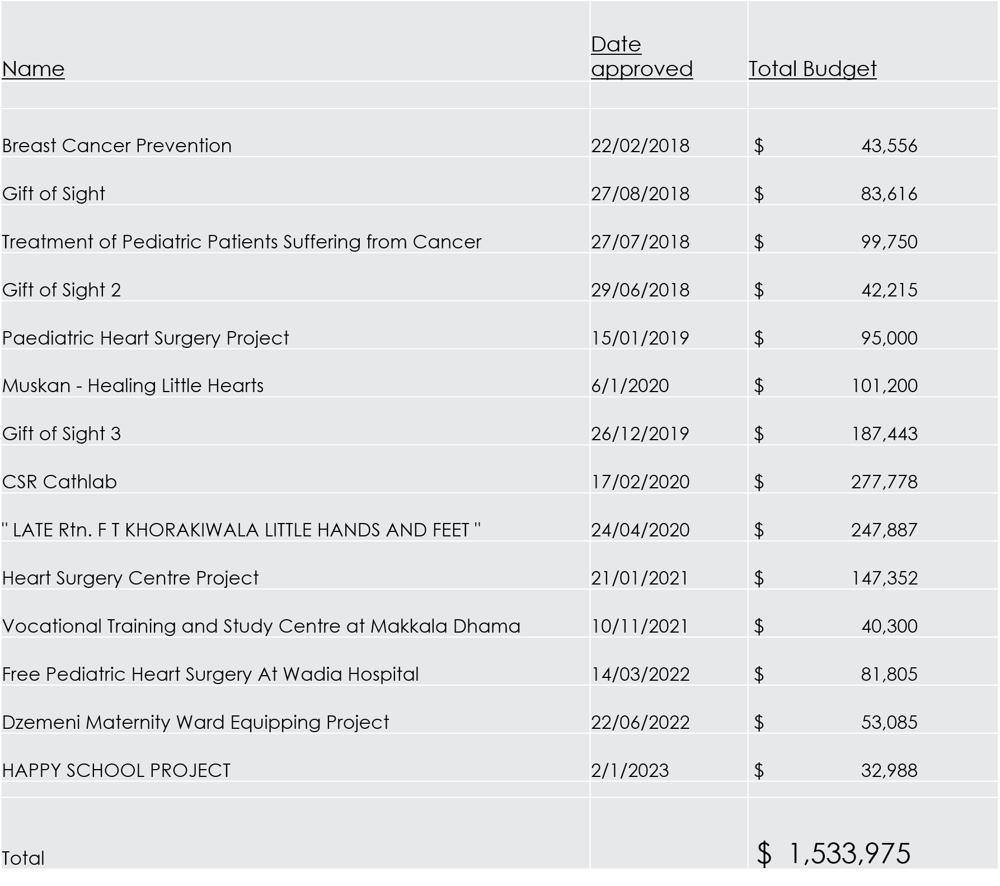 Name Date approved Total Budget
Breast Cancer Prevention 22/02/2018 $ 43,556
Gift of Sight 27/08/2018 $ 83,616
Treatment of Pediatric Patients Suffering from Cancer 27/07/2018 $ 99,750
Gift of Sight 2 29/06/2018 $ 42,215
Paediatric Heart Surgery Project 15/01/2019 $ 95,000
Muskan - Healing Little Hearts 6/1/2020 $ 101,200
Gift of Sight 3 26/12/2019 $ 187,443
CSR Cathlab 17/02/2020 $ 277,778
" LATE Rtn. F T KHORAKIWALA LITTLE HANDS AND FEET " 24/04/2020 $ 247,887
Heart Surgery Centre Project 21/01/2021 $ 147,352
Vocational Training and Study Centre at Makkala Dhama 10/11/2021 $ 40,300
Free Pediatric Heart Surgery At Wadia Hospital 14/03/2022 $ 81,805
Dzemeni Maternity Ward Equipping Project 22/06/2022 $ 53,085
HAPPY SCHOOL PROJECT 2/1/2023 $ 32,988
Total $ 1,533,975